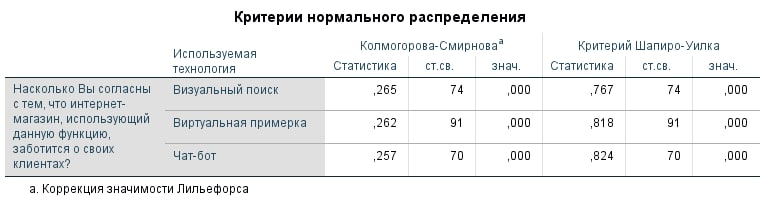 Критерии нормального распределения
Используемая технология
Колмогорова-Смирноваa
Критерий Шапиро-Уилка
Статистика ст.св. знач. Статистика ст.св. знач.
Насколько Вы согласны
с тем, что интернет-
магазин, использующий
данную функцию,
заботится о своих
клиентах?
Визуальный поиск ,265 74 ,000 ,767 74 ,000
Виртуальная примерка ,262 91 ,000 ,818 91 ,000
Чат-бот ,257 70 ,000 ,824 70 ,000
a. Коррекция значимости Лильефорса